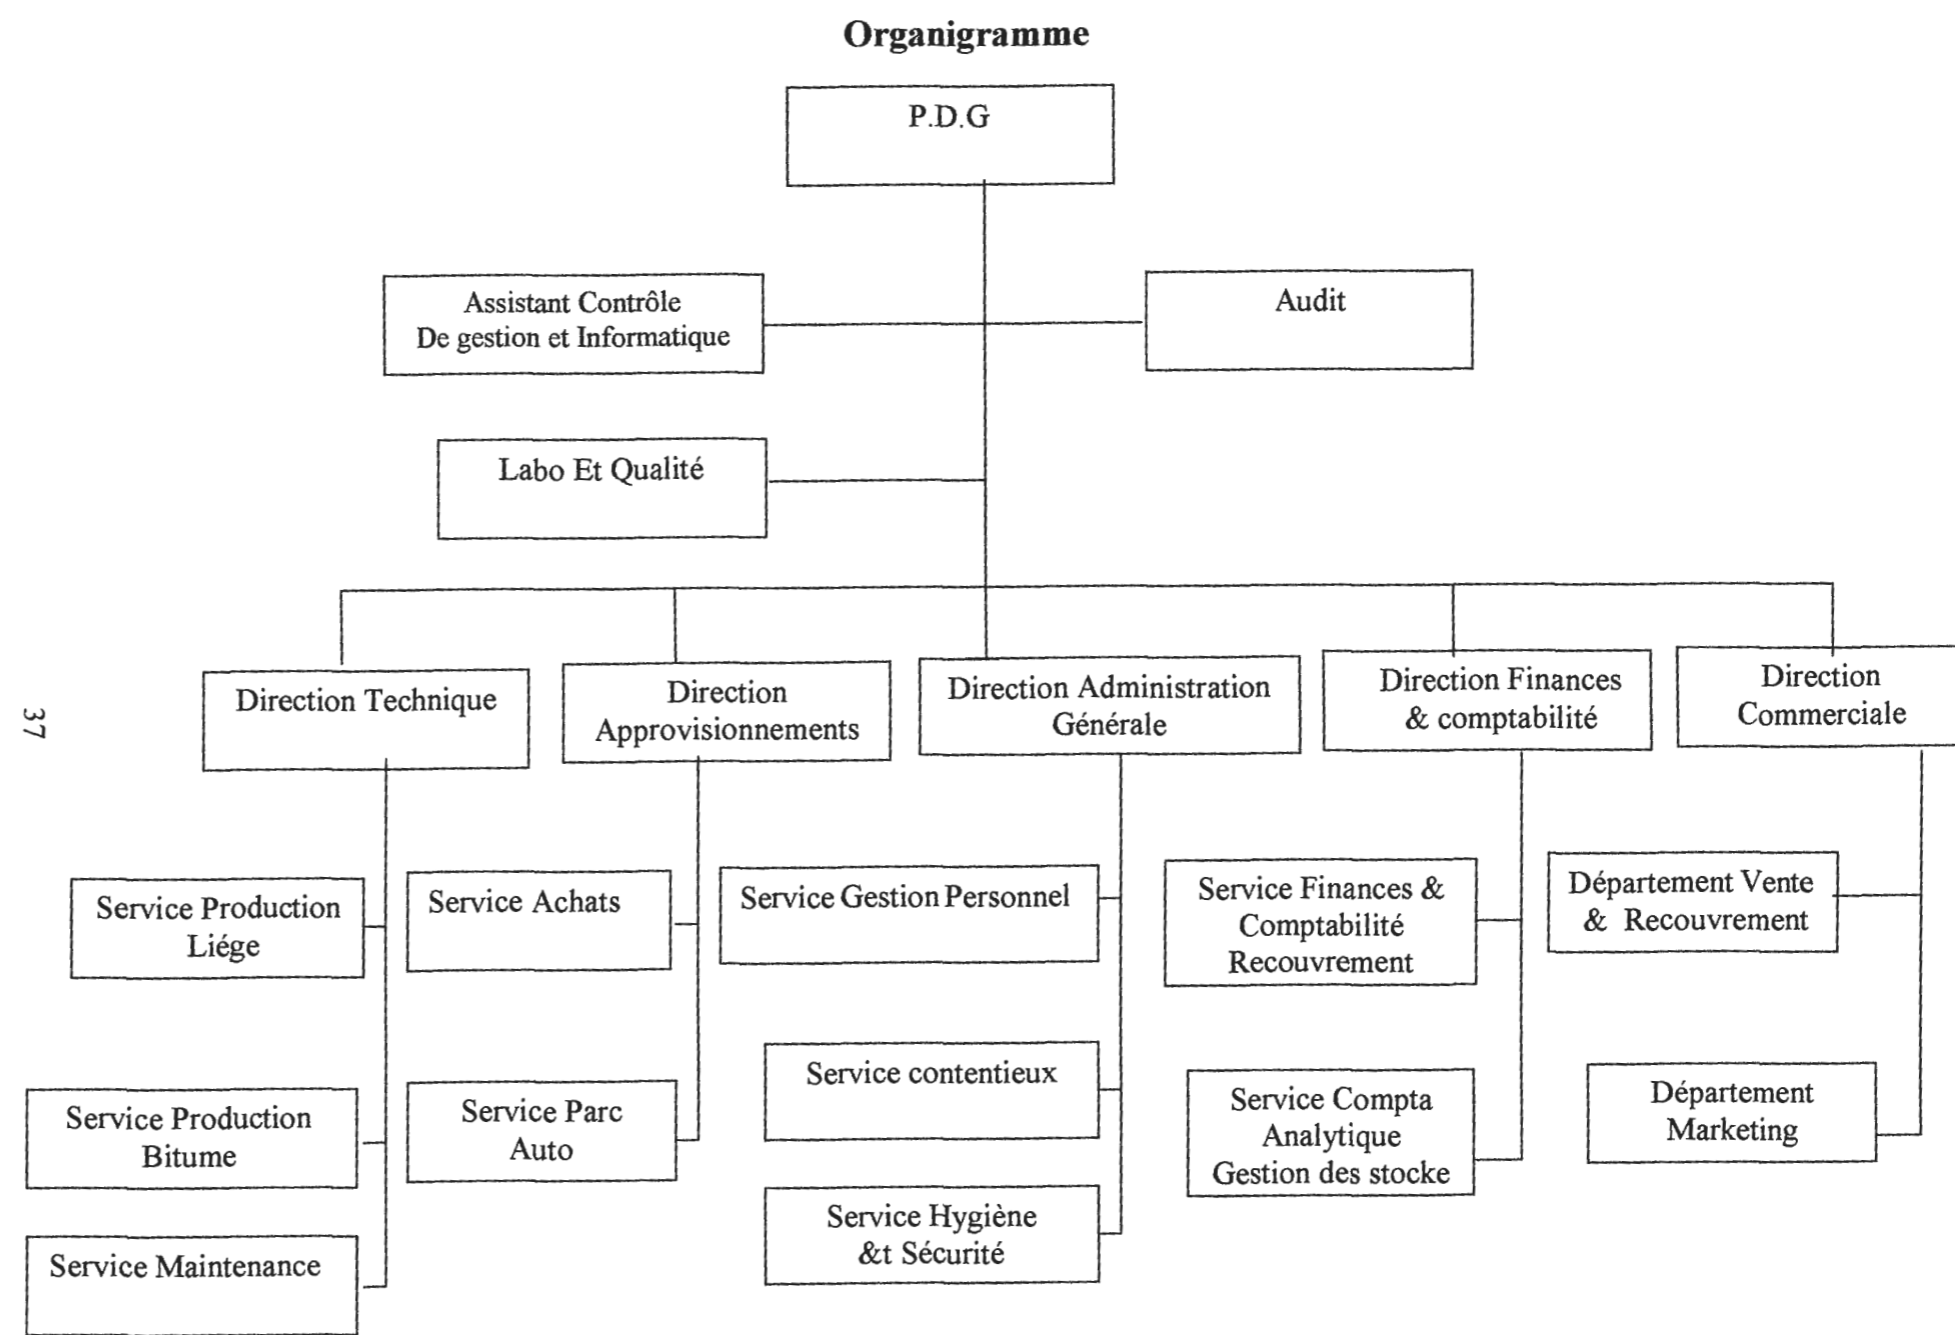 Organigramme
P.D.G
Assistant Contrôle
De gestion et Informatique
Audit
Labo Et Qualité
Direction Technique
Direction
Approvisionnements
Direction Administration
Générale
Direction Finances
& comptabilité
Direction
Commerciale
Service Production
Liége
Service Achats
Service Gestion Personnel
Service Finances &
Comptabilité
Recouvrement
Département Vente
& Recouvrement
Service Production
Bitume
Service Parc
Auto
Service contentieux
Service Compta
Analytique
Gestion des stocke
Département
Marketing
Service Maintenance
Service Hygiène
&t Sécurité
37